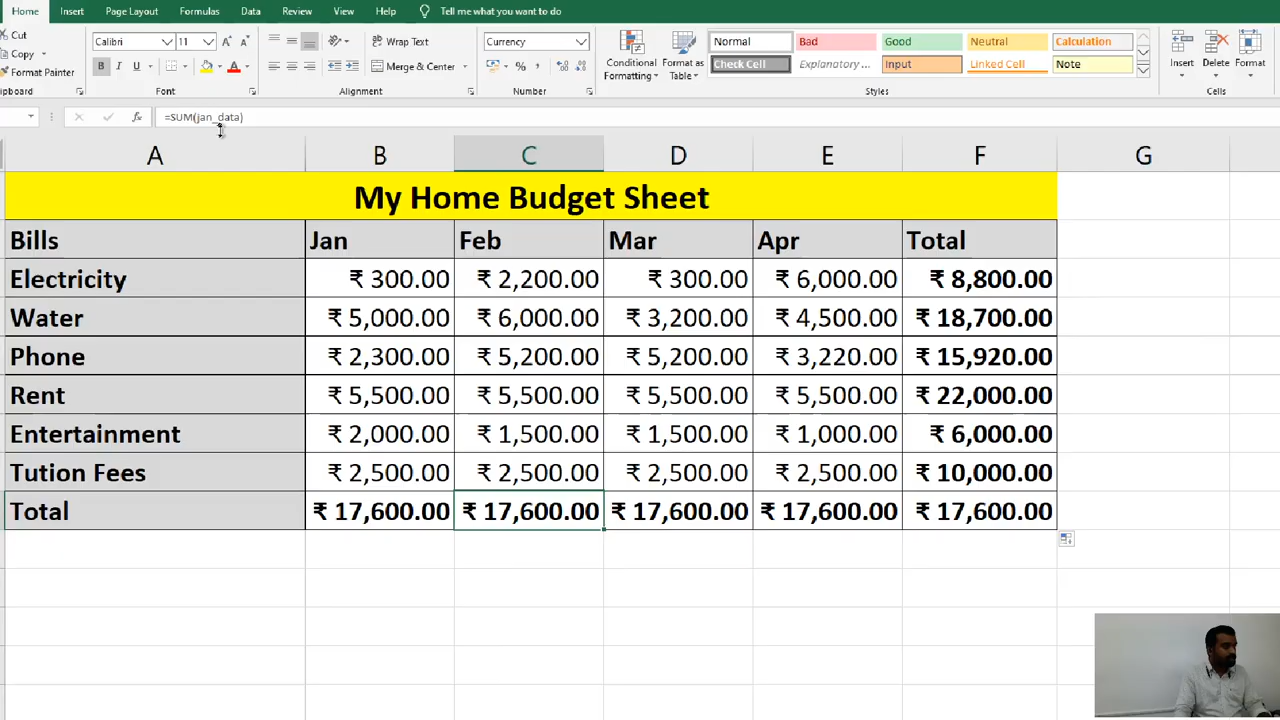 Home Insert Page Layout Formulas Data Review View Help Tell me what you want to do
Cut
Copy
Format Painter
Calibri 11
B I U
Wrap Text
Merge & Center
Currency
%
Conditional Formatting
Format as Table
Normal Bad Good Neutral Calculation
Check Cell Explanatory ... Input Linked Cell Note
Insert Delete Format
lipboard Font Alignment Number Styles Cells
fx =SUM(jan_data)
A B C D E F G
My Home Budget Sheet
Bills Jan Feb Mar Apr Total
Electricity ₹ 300.00 ₹ 2,200.00 ₹ 300.00 ₹ 6,000.00 ₹ 8,800.00
Water ₹ 5,000.00 ₹ 6,000.00 ₹ 3,200.00 ₹ 4,500.00 ₹ 18,700.00
Phone ₹ 2,300.00 ₹ 5,200.00 ₹ 5,200.00 ₹ 3,220.00 ₹ 15,920.00
Rent ₹ 5,500.00 ₹ 5,500.00 ₹ 5,500.00 ₹ 5,500.00 ₹ 22,000.00
Entertainment ₹ 2,000.00 ₹ 1,500.00 ₹ 1,500.00 ₹ 1,000.00 ₹ 6,000.00
Tution Fees ₹ 2,500.00 ₹ 2,500.00 ₹ 2,500.00 ₹ 2,500.00 ₹ 10,000.00
Total ₹ 17,600.00 ₹ 17,600.00 ₹ 17,600.00 ₹ 17,600.00 ₹ 17,600.00